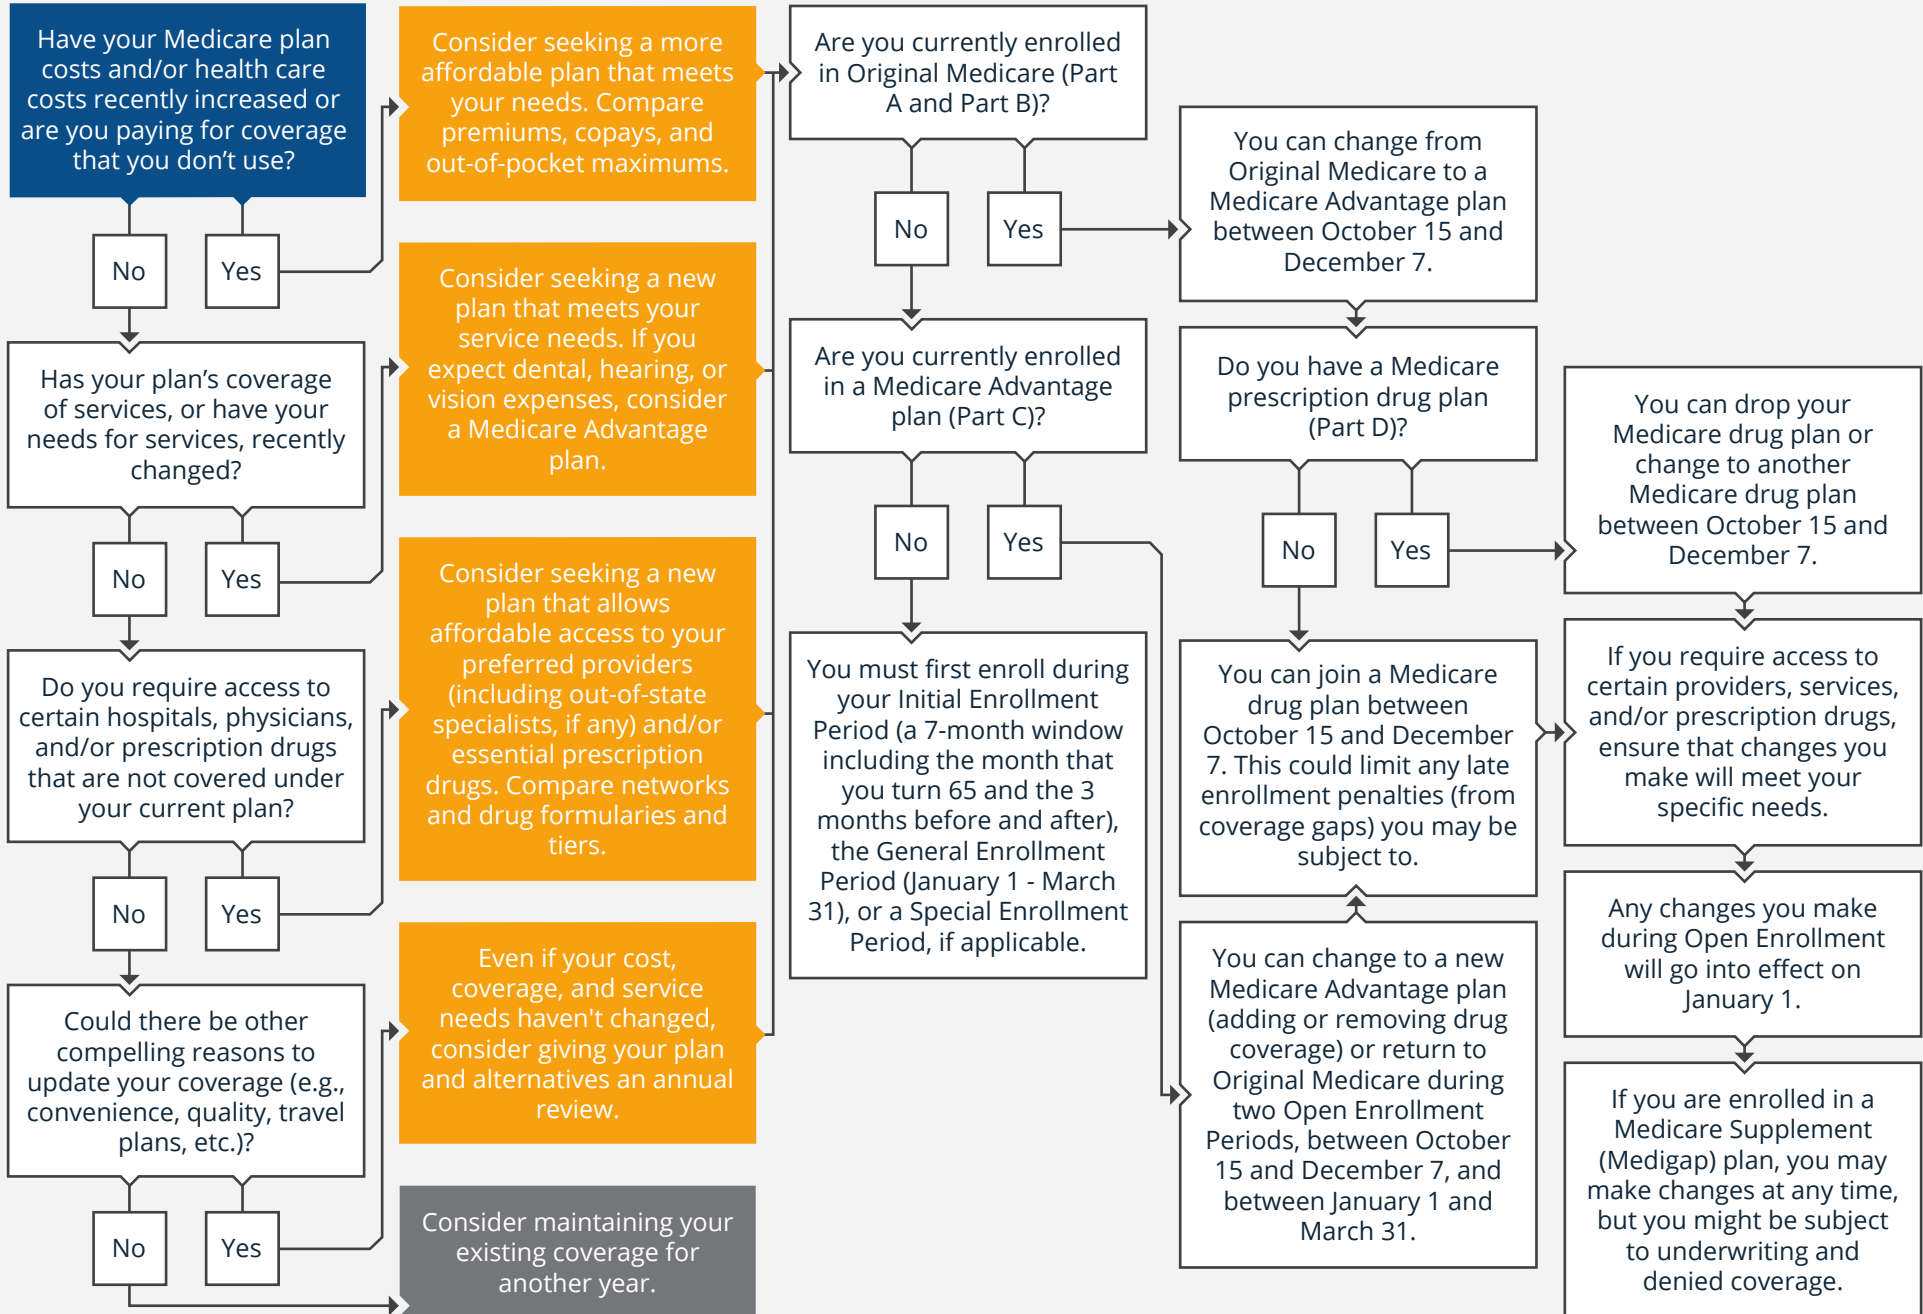 Have your Medicare plan
costs and/or health care
costs recently increased or
are you paying for coverage
that you don’t use?
No
Yes
Consider seeking a more
affordable plan that meets
your needs. Compare
premiums, copays, and
out-of-pocket maximums.
Has your plan’s coverage
of services, or have your
needs for services, recently
changed?
No
Yes
Consider seeking a new
plan that meets your
service needs. If you
expect dental, hearing, or
vision expenses, consider
a Medicare Advantage
plan.
Do you require access to
certain hospitals, physicians,
and/or prescription drugs
that are not covered under
your current plan?
No
Yes
Consider seeking a new
plan that allows
affordable access to your
preferred providers
(including out-of-state
specialists, if any) and/or
essential prescription
drugs. Compare networks
and drug formularies and
tiers.
Could there be other
compelling reasons to
update your coverage (e.g.,
convenience, quality, travel
plans, etc.)?
No
Yes
Even if your cost,
coverage, and service
needs haven't changed,
consider giving your plan
and alternatives an annual
review.
Consider maintaining your
existing coverage for
another year.
Are you currently enrolled
in Original Medicare (Part
A and Part B)?
No
Yes
Are you currently enrolled
in a Medicare Advantage
plan (Part C)?
No
Yes
You must first enroll during
your Initial Enrollment
Period (a 7-month window
including the month that
you turn 65 and the 3
months before and after),
the General Enrollment
Period (January 1 - March
31), or a Special Enrollment
Period, if applicable.
You can change from
Original Medicare to a
Medicare Advantage plan
between October 15 and
December 7.
Do you have a Medicare
prescription drug plan
(Part D)?
No
Yes
You can join a Medicare
drug plan between
October 15 and December
7. This could limit any late
enrollment penalties (from
coverage gaps) you may be
subject to.
You can change to a new
Medicare Advantage plan
(adding or removing drug
coverage) or return to
Original Medicare during
two Open Enrollment
Periods, between October
15 and December 7, and
between January 1 and
March 31.
You can drop your
Medicare drug plan or
change to another
Medicare drug plan
between October 15 and
December 7.
If you require access to
certain providers, services,
and/or prescription drugs,
ensure that changes you
make will meet your
specific needs.
Any changes you make
during Open Enrollment
will go into effect on
January 1.
If you are enrolled in a
Medicare Supplement
(Medigap) plan, you may
make changes at any time,
but you might be subject
to underwriting and
denied coverage.